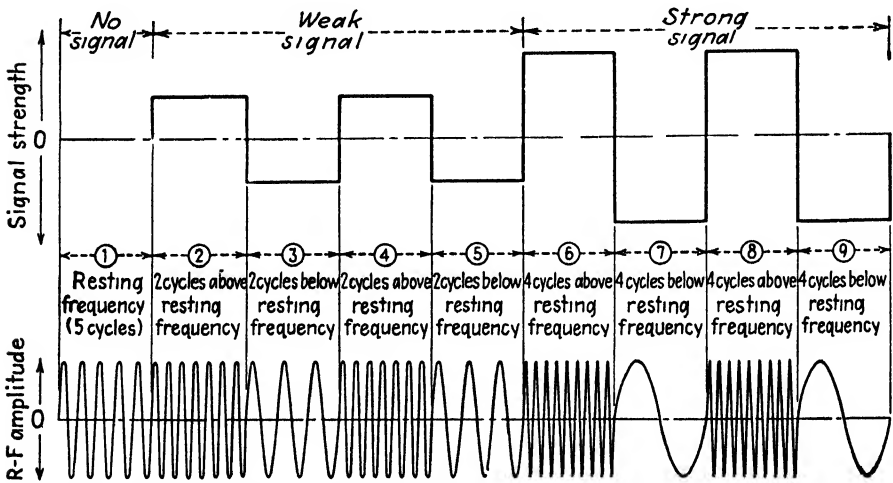 No signal
Weak signal
Strong signal
Signal strength
0
1
2
3
4
5
6
7
8
9
Resting frequency (5 cycles)
2 cycles above resting frequency
2 cycles below resting frequency
2 cycles above resting frequency
2 cycles below resting frequency
4 cycles above resting frequency
4 cycles below resting frequency
4 cycles above resting frequency
4 cycles below resting frequency
R-F amplitude
0